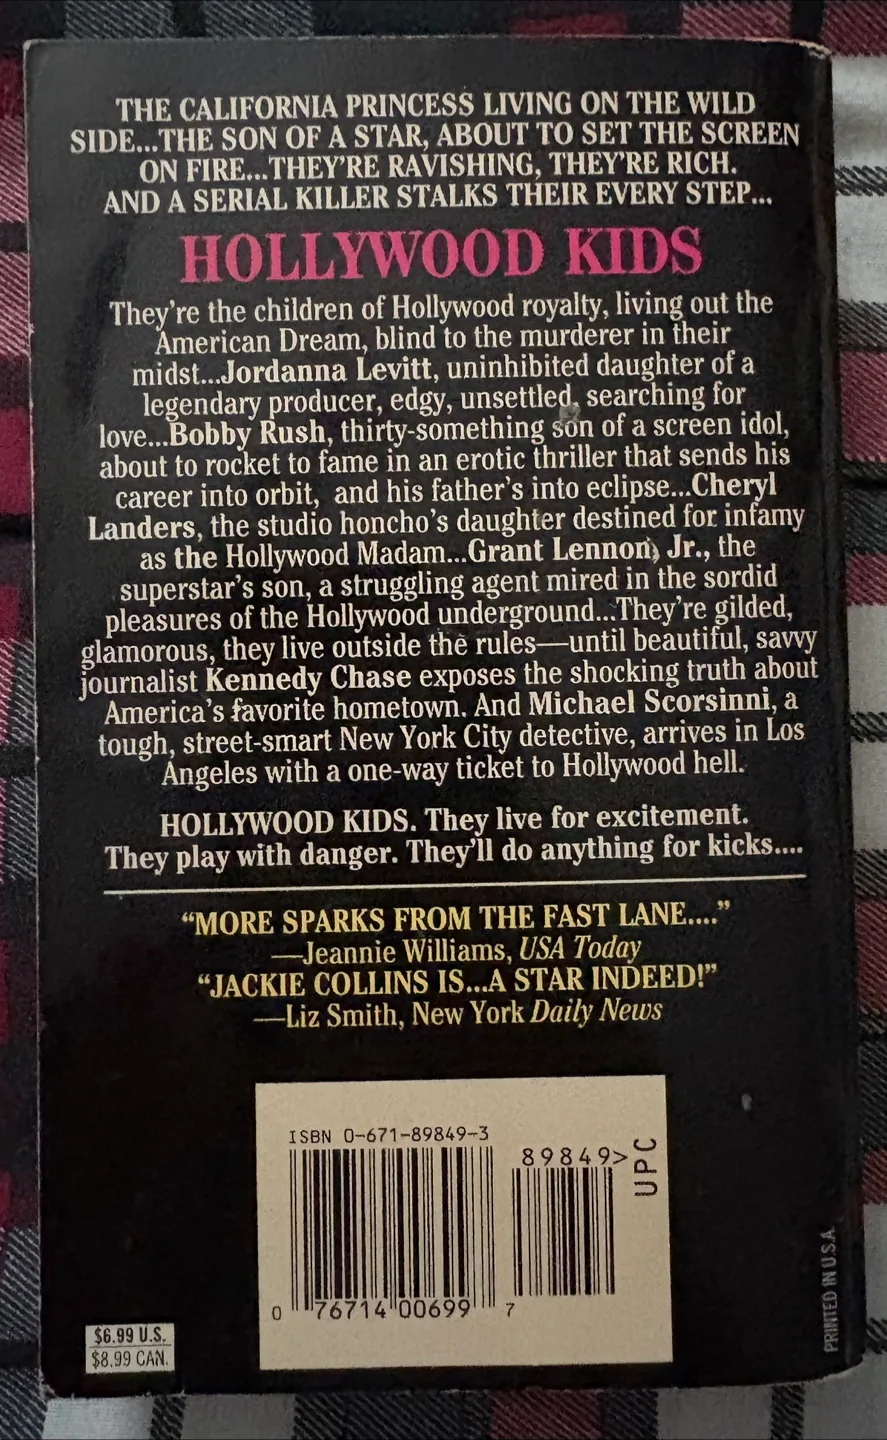 THE CALIFORNIA PRINCESS LIVING ON THE WILD
SIDE...THE SON OF A STAR, ABOUT TO SET THE SCREEN
ON FIRE...THEY'RE RAVISHING, THEY'RE RICH.
AND A SERIAL KILLER STALKS THEIR EVERY STEP...
HOLLYWOOD KIDS
They're the children of Hollywood royalty, living out the
American Dream, blind to the murderer in their
midst...Jordanna Levitt, uninhibited daughter of a
legendary producer, edgy, unsettled, searching for
love...Bobby Rush, thirty-something son of a screen idol,
about to rocket to fame in an erotic thriller that sends his
career into orbit, and his father's into eclipse...Cheryl
Landers, the studio honcho's daughter destined for infamy
as the Hollywood Madam...Grant Lennon, Jr., the
superstar's son, a struggling agent mired in the sordid
pleasures of the Hollywood underground...They're gilded,
glamorous, they live outside the rules—until beautiful, savvy
journalist Kennedy Chase exposes the shocking truth about
America's favorite hometown. And Michael Scorsinni, a
tough, street-smart New York City detective, arrives in Los
Angeles with a one-way ticket to Hollywood hell.
HOLLYWOOD KIDS. They live for excitement.
They play with danger. They'll do anything for kicks....
"MORE SPARKS FROM THE FAST LANE...."
—Jeannie Williams, USA Today
"JACKIE COLLINS IS...A STAR INDEED!"
—Liz Smith, New York Daily News
ISBN 0-671-89849-3
89849>
UPC
0 76714 00699 7
PRINTED IN U.S.A.
$6.99 U.S.
$8.99 CAN.